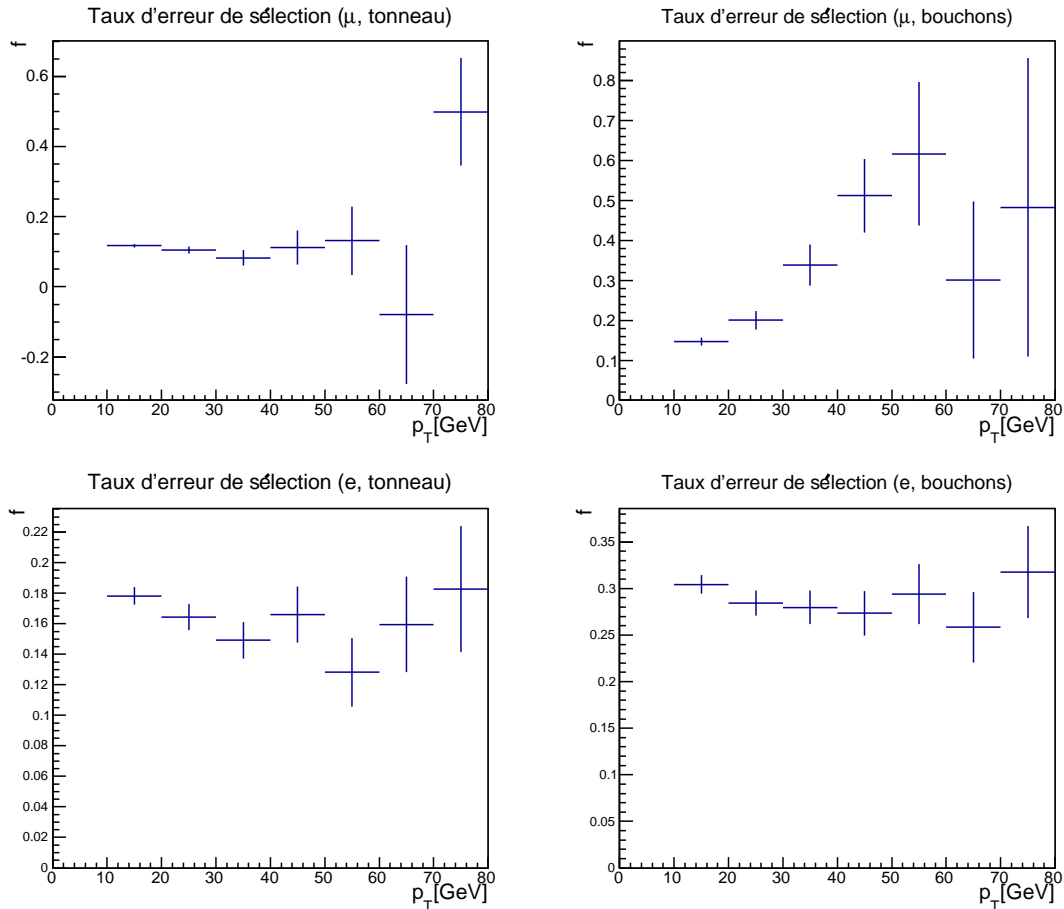 Taux d'erreur de sélection (μ, tonneau)
f
0.6
0.4
0.2
0
-0.2
0 10 20 30 40 50 60 70 80
p_T[GeV]
Taux d'erreur de sélection (μ, bouchons)
f
0.8
0.7
0.6
0.5
0.4
0.3
0.2
0.1
0
0 10 20 30 40 50 60 70 80
p_T[GeV]
Taux d'erreur de sélection (e, tonneau)
f
0.22
0.2
0.18
0.16
0.14
0.12
0.1
0.08
0.06
0.04
0.02
0
0 10 20 30 40 50 60 70 80
p_T[GeV]
Taux d'erreur de sélection (e, bouchons)
f
0.35
0.3
0.25
0.2
0.15
0.1
0.05
0
0 10 20 30 40 50 60 70 80
p_T[GeV]